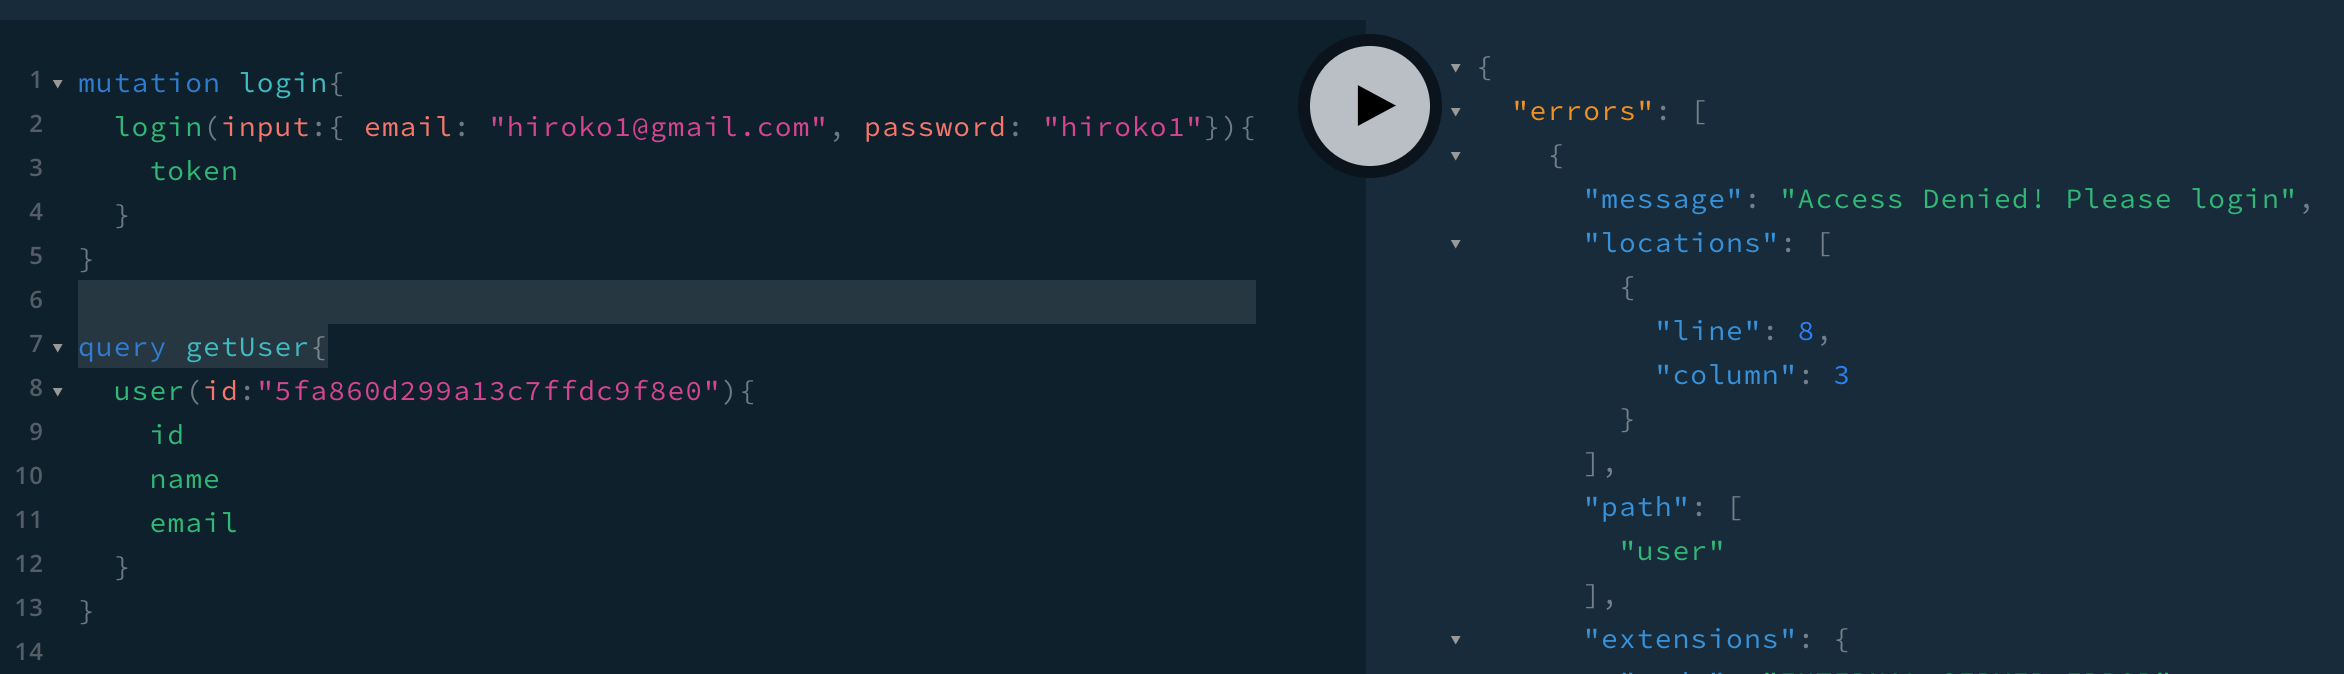 1 mutation login{
2 login(input:{ email: "hiroko1@gmail.com", password: "hiroko1"}){
3 token
4 }
5 }
6
7 query getUser{
8 user(id:"5fa860d299a13c7ffdc9f8e0"){
9 id
10 name
11 email
12 }
13 }
14
{
"errors": [
{
"message": "Access Denied! Please login",
"locations": [
{
"line": 8,
"column": 3
}
],
"path": [
"user"
],
"extensions": {